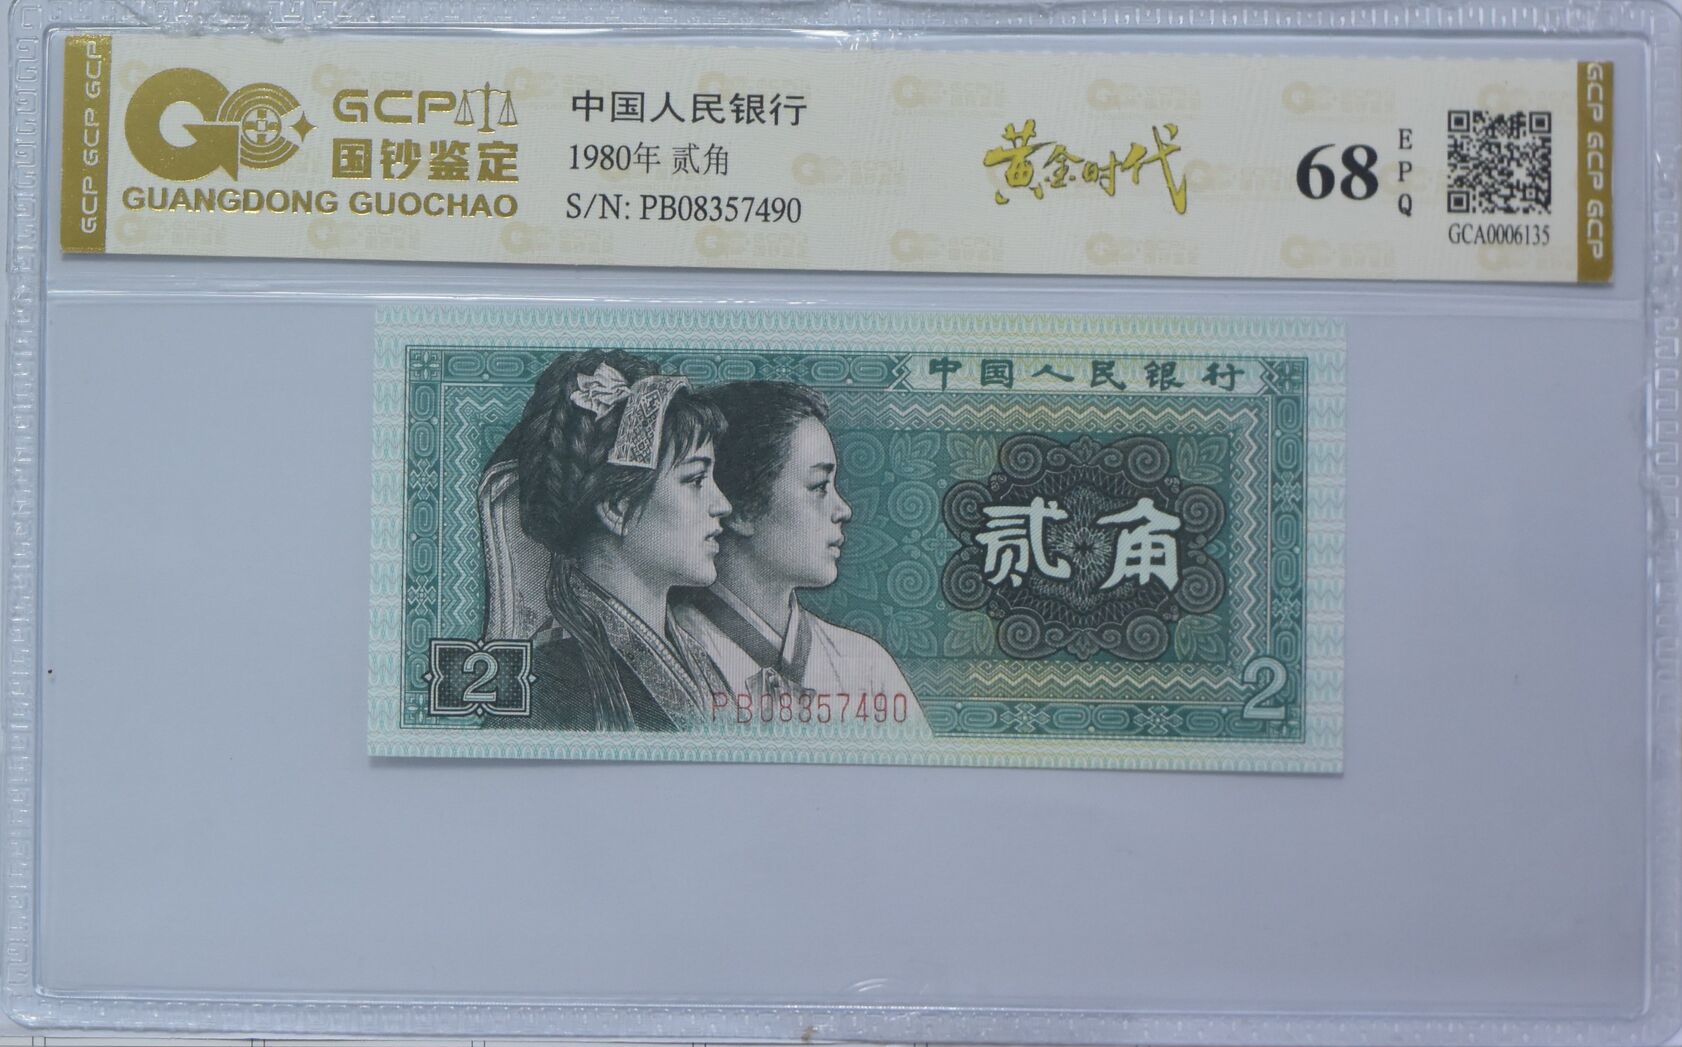 GCP GCP GCP
GCP
国钞鉴定
GUANGDONG GUOCHAO
中国人民银行
1980年 贰角
S/N: PB08357490
黄金时代
68
EPQ
GCA0006135
GCP GCP GCP GCP
中国人民银行
贰角
2
PB08357490
2